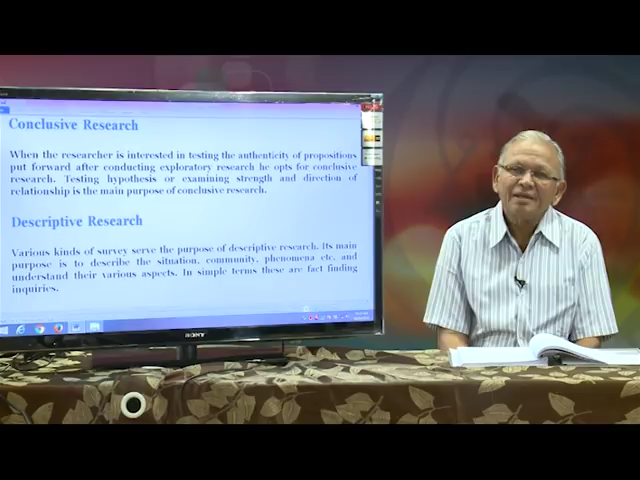 Conclusive Research
When the researcher is interested in testing the authenticity of propositions
put forward after conducting exploratory research he opts for conclusive
research. Testing hypothesis or examining strength and direction of
relationship is the main purpose of conclusive research.
Descriptive Research
Various kinds of survey serve the purpose of descriptive research. Its main
purpose is to describe the situation, community, phenomena etc. and
understand their various aspects. In simple terms these are fact finding
inquiries.
SONY